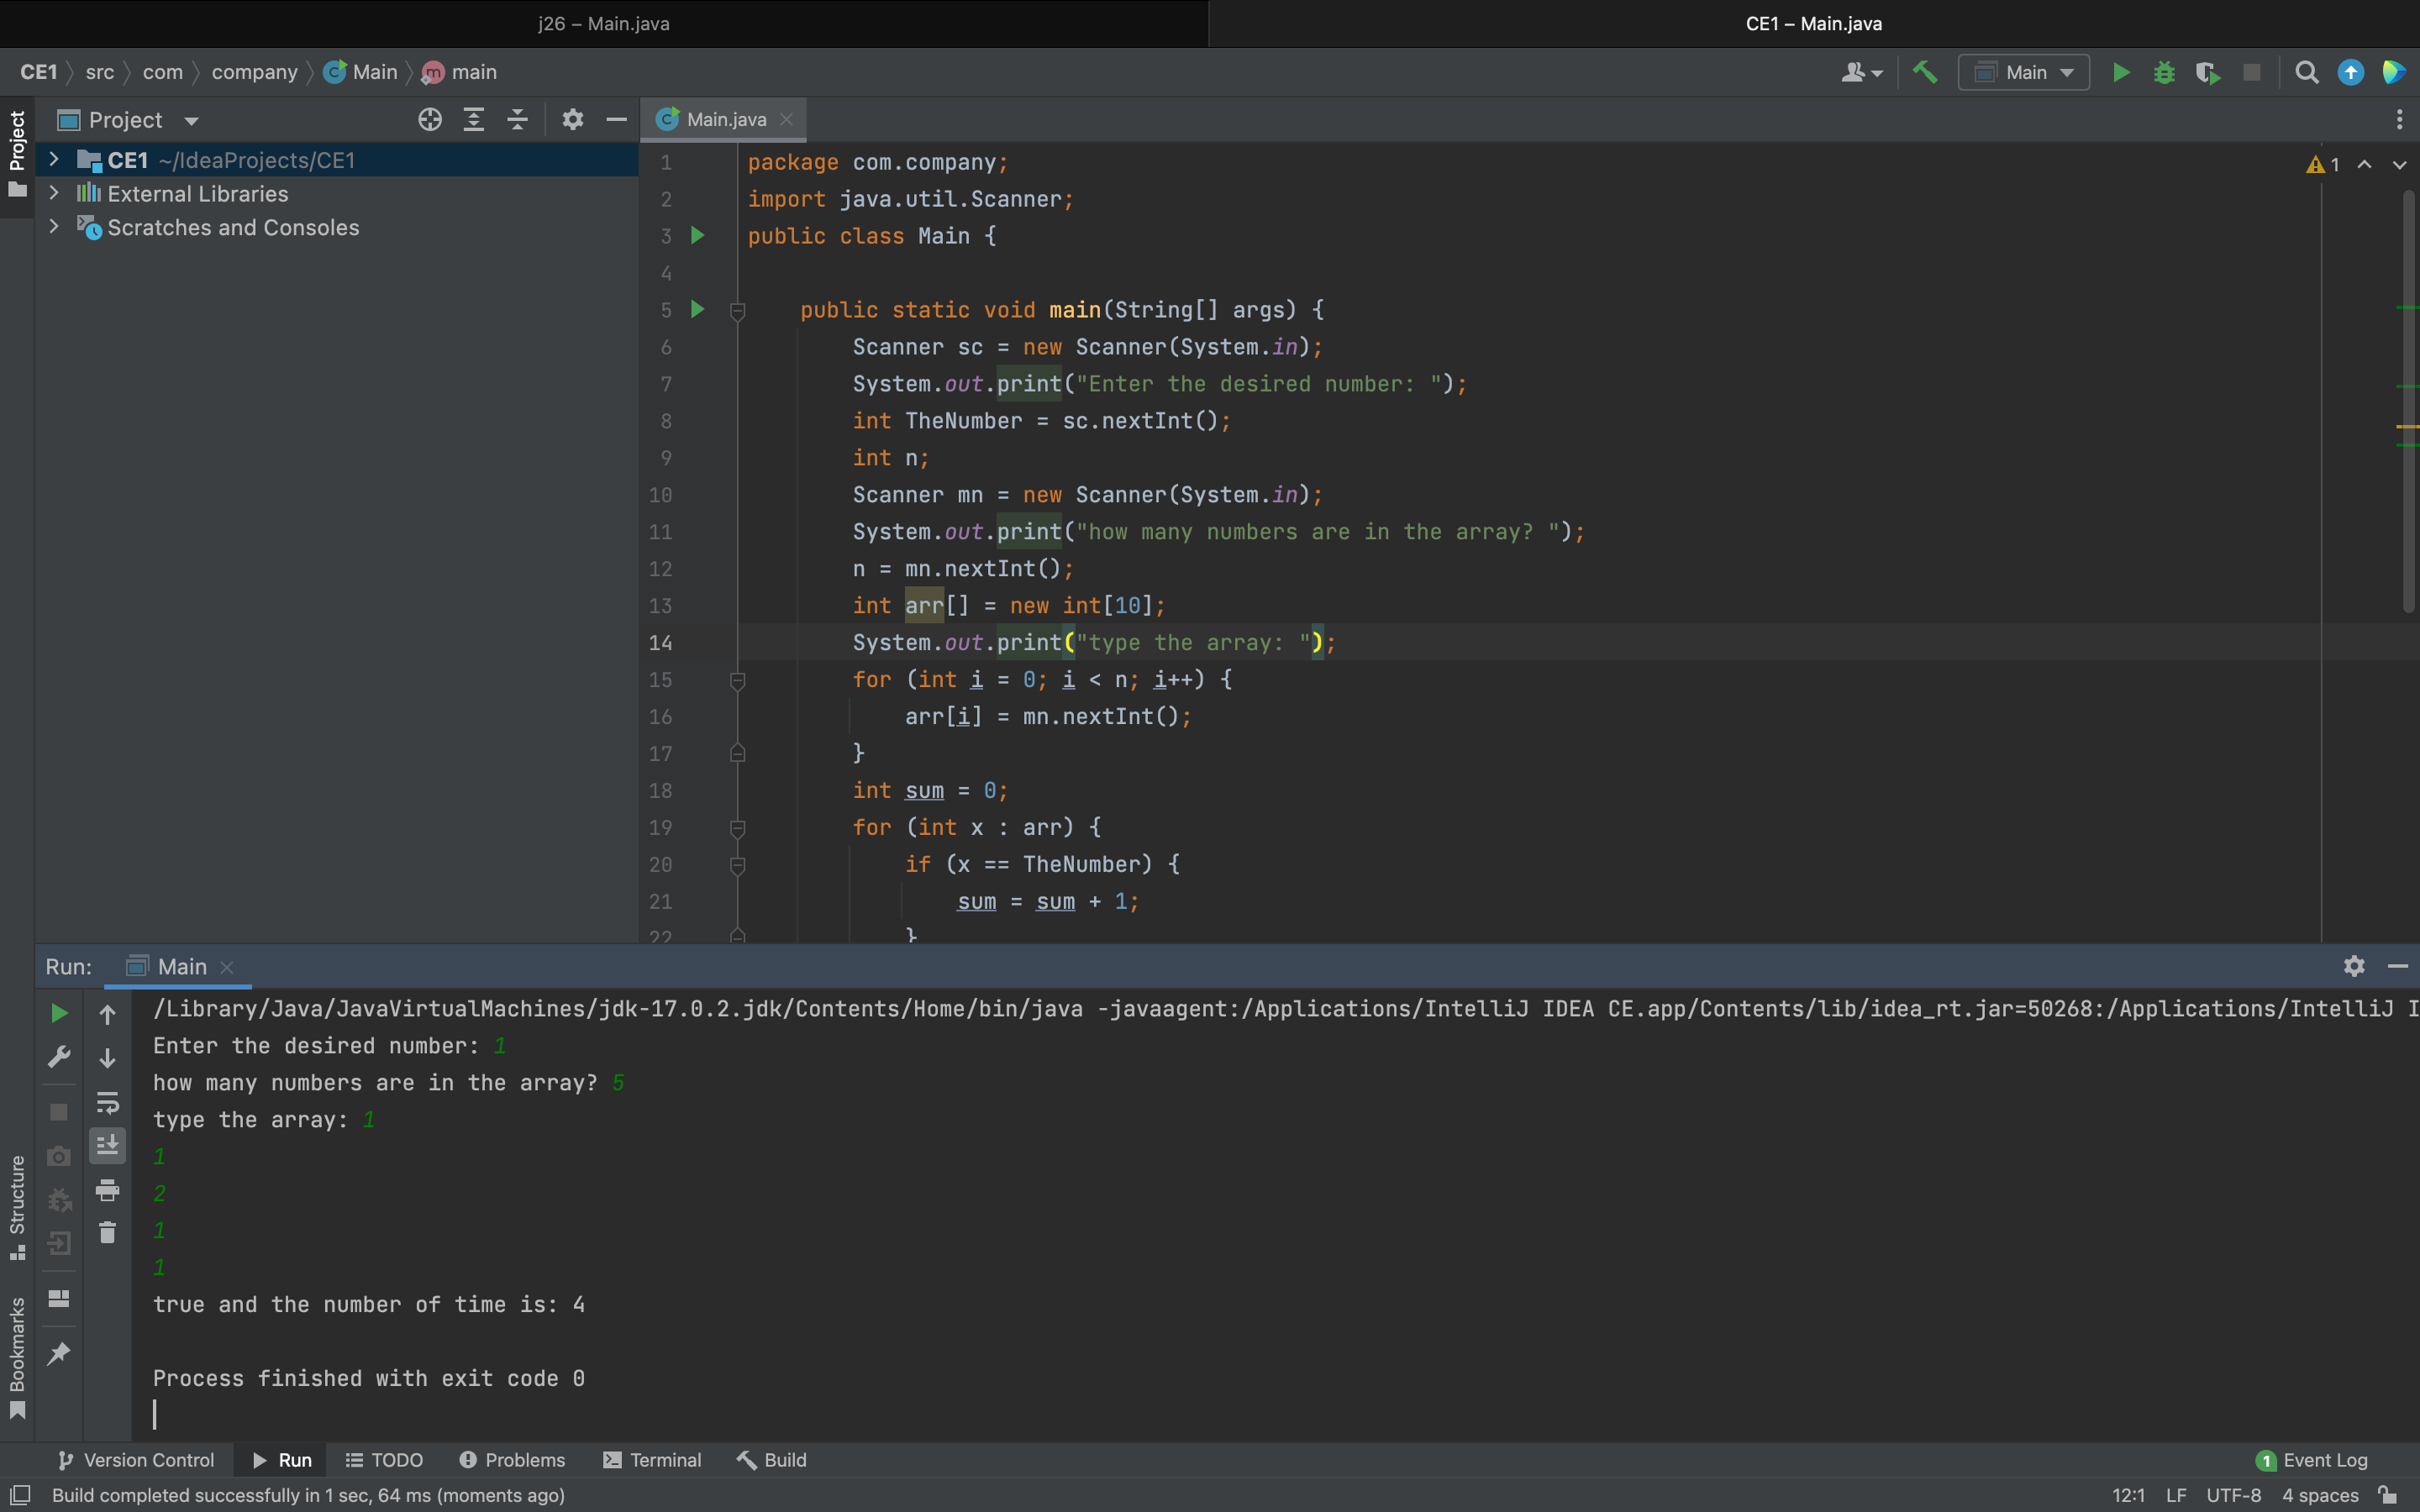 j26 – Main.java
CE1 – Main.java
CE1 src com company Main main
Main
Project
Project
Main.java
CE1 ~/IdeaProjects/CE1
External Libraries
Scratches and Consoles
1
1 package com.company;
2 import java.util.Scanner;
3 public class Main {
4
5 public static void main(String[] args) {
6 Scanner sc = new Scanner(System.in);
7 System.out.print("Enter the desired number: ");
8 int TheNumber = sc.nextInt();
9 int n;
10 Scanner mn = new Scanner(System.in);
11 System.out.print("how many numbers are in the array? ");
12 n = mn.nextInt();
13 int arr[] = new int[10];
14 System.out.print("type the array: ");
15 for (int i = 0; i < n; i++) {
16 arr[i] = mn.nextInt();
17 }
18 int sum = 0;
19 for (int x : arr) {
20 if (x == TheNumber) {
21 sum = sum + 1;
22 }
Run: Main
/Library/Java/JavaVirtualMachines/jdk-17.0.2.jdk/Contents/Home/bin/java -javaagent:/Applications/IntelliJ IDEA CE.app/Contents/lib/idea_rt.jar=50268:/Applications/IntelliJ I
Enter the desired number: 1
how many numbers are in the array? 5
type the array: 1
1
2
1
1
true and the number of time is: 4
Process finished with exit code 0
Structure
Bookmarks
Version Control Run TODO Problems Terminal Build
1 Event Log
Build completed successfully in 1 sec, 64 ms (moments ago)
12:1 LF UTF-8 4 spaces